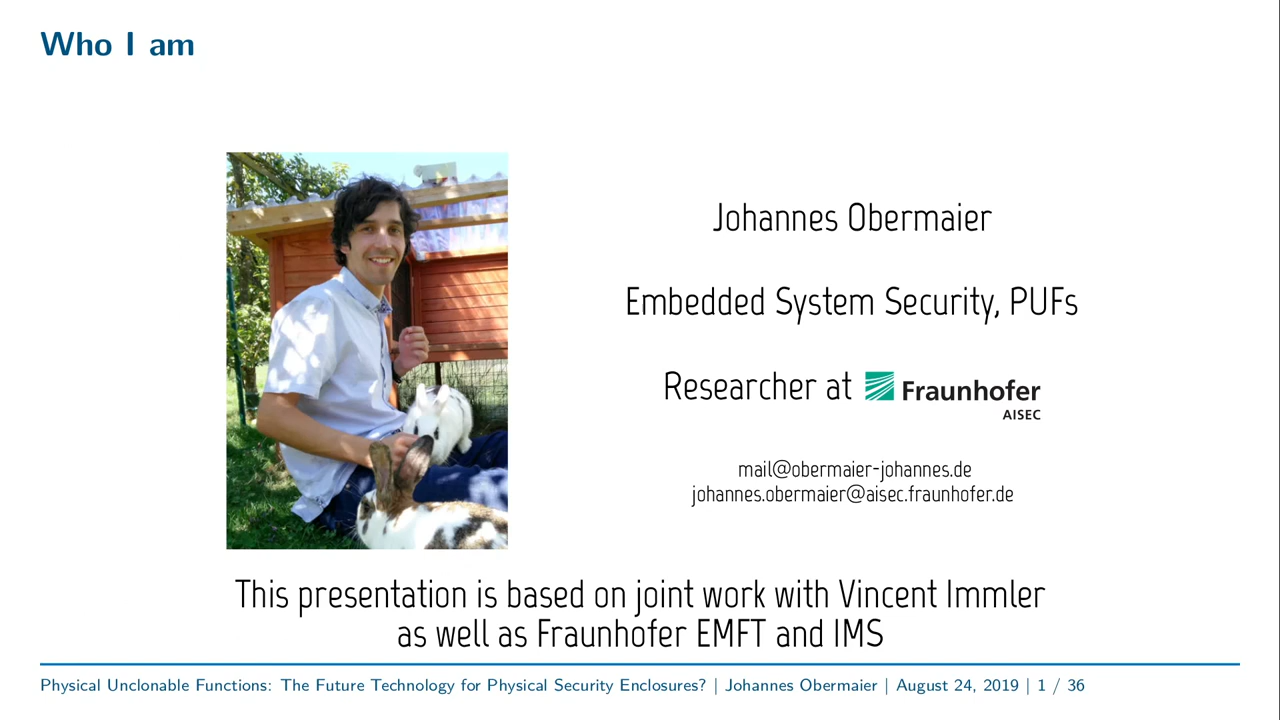 Who I am
Johannes Obermaier
Embedded System Security, PUFs
Researcher at Fraunhofer
AISEC
mail@obermaier-johannes.de
johannes.obermaier@aisec.fraunhofer.de
This presentation is based on joint work with Vincent Immler
as well as Fraunhofer EMFT and IMS
Physical Unclonable Functions: The Future Technology for Physical Security Enclosures? | Johannes Obermaier | August 24, 2019 | 1 / 36